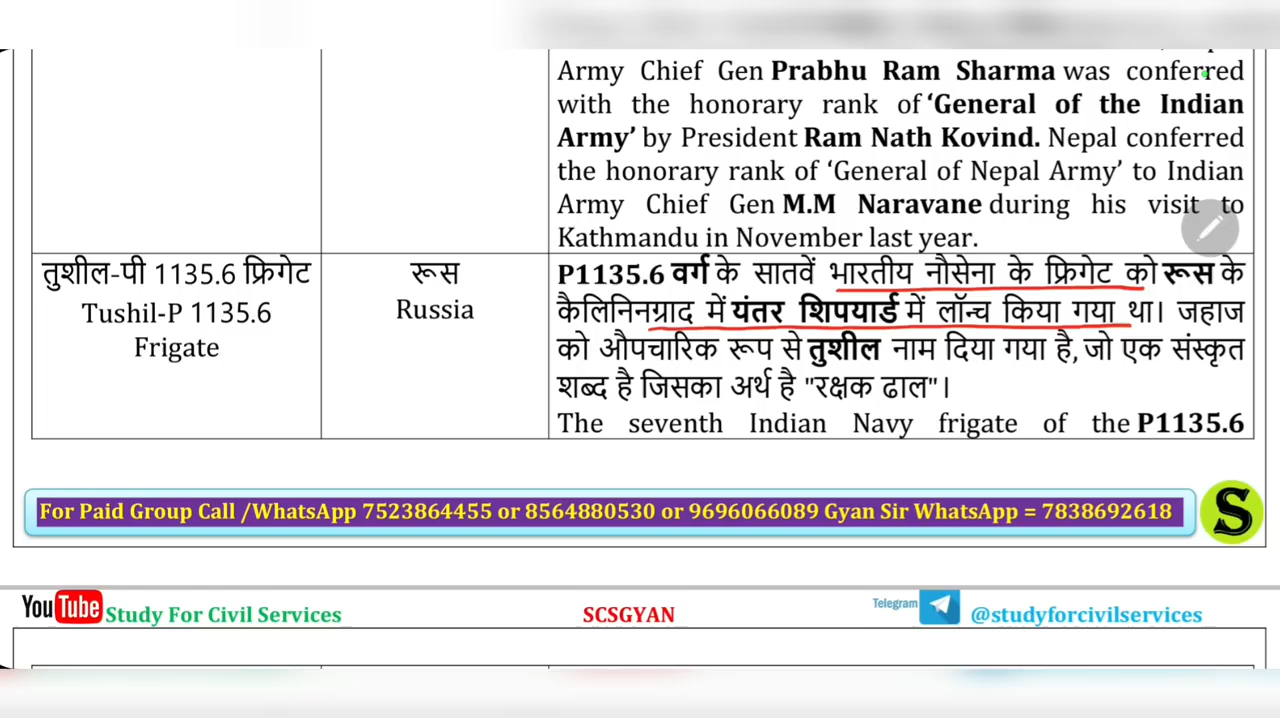 Army Chief Gen Prabhu Ram Sharma was conferred
with the honorary rank of ‘General of the Indian
Army’ by President Ram Nath Kovind. Nepal conferred
the honorary rank of ‘General of Nepal Army’ to Indian
Army Chief Gen M.M Naravane during his visit to
Kathmandu in November last year.
तुशील-पी 1135.6 फ्रिगेट
Tushil-P 1135.6
Frigate
रूस
Russia
P1135.6 वर्ग के सातवें भारतीय नौसेना के फ्रिगेट को रूस के
कैलिनिनग्राद में यंतर शिपयार्ड में लॉन्च किया गया था। जहाज
को औपचारिक रूप से तुशील नाम दिया गया है, जो एक संस्कृत
शब्द है जिसका अर्थ है "रक्षक ढाल"।
The seventh Indian Navy frigate of the P1135.6
For Paid Group Call /WhatsApp 7523864455 or 8564880530 or 9696066089 Gyan Sir WhatsApp = 7838692618
S
YouTube Study For Civil Services
SCSGYAN
Telegram @studyforcivilservices